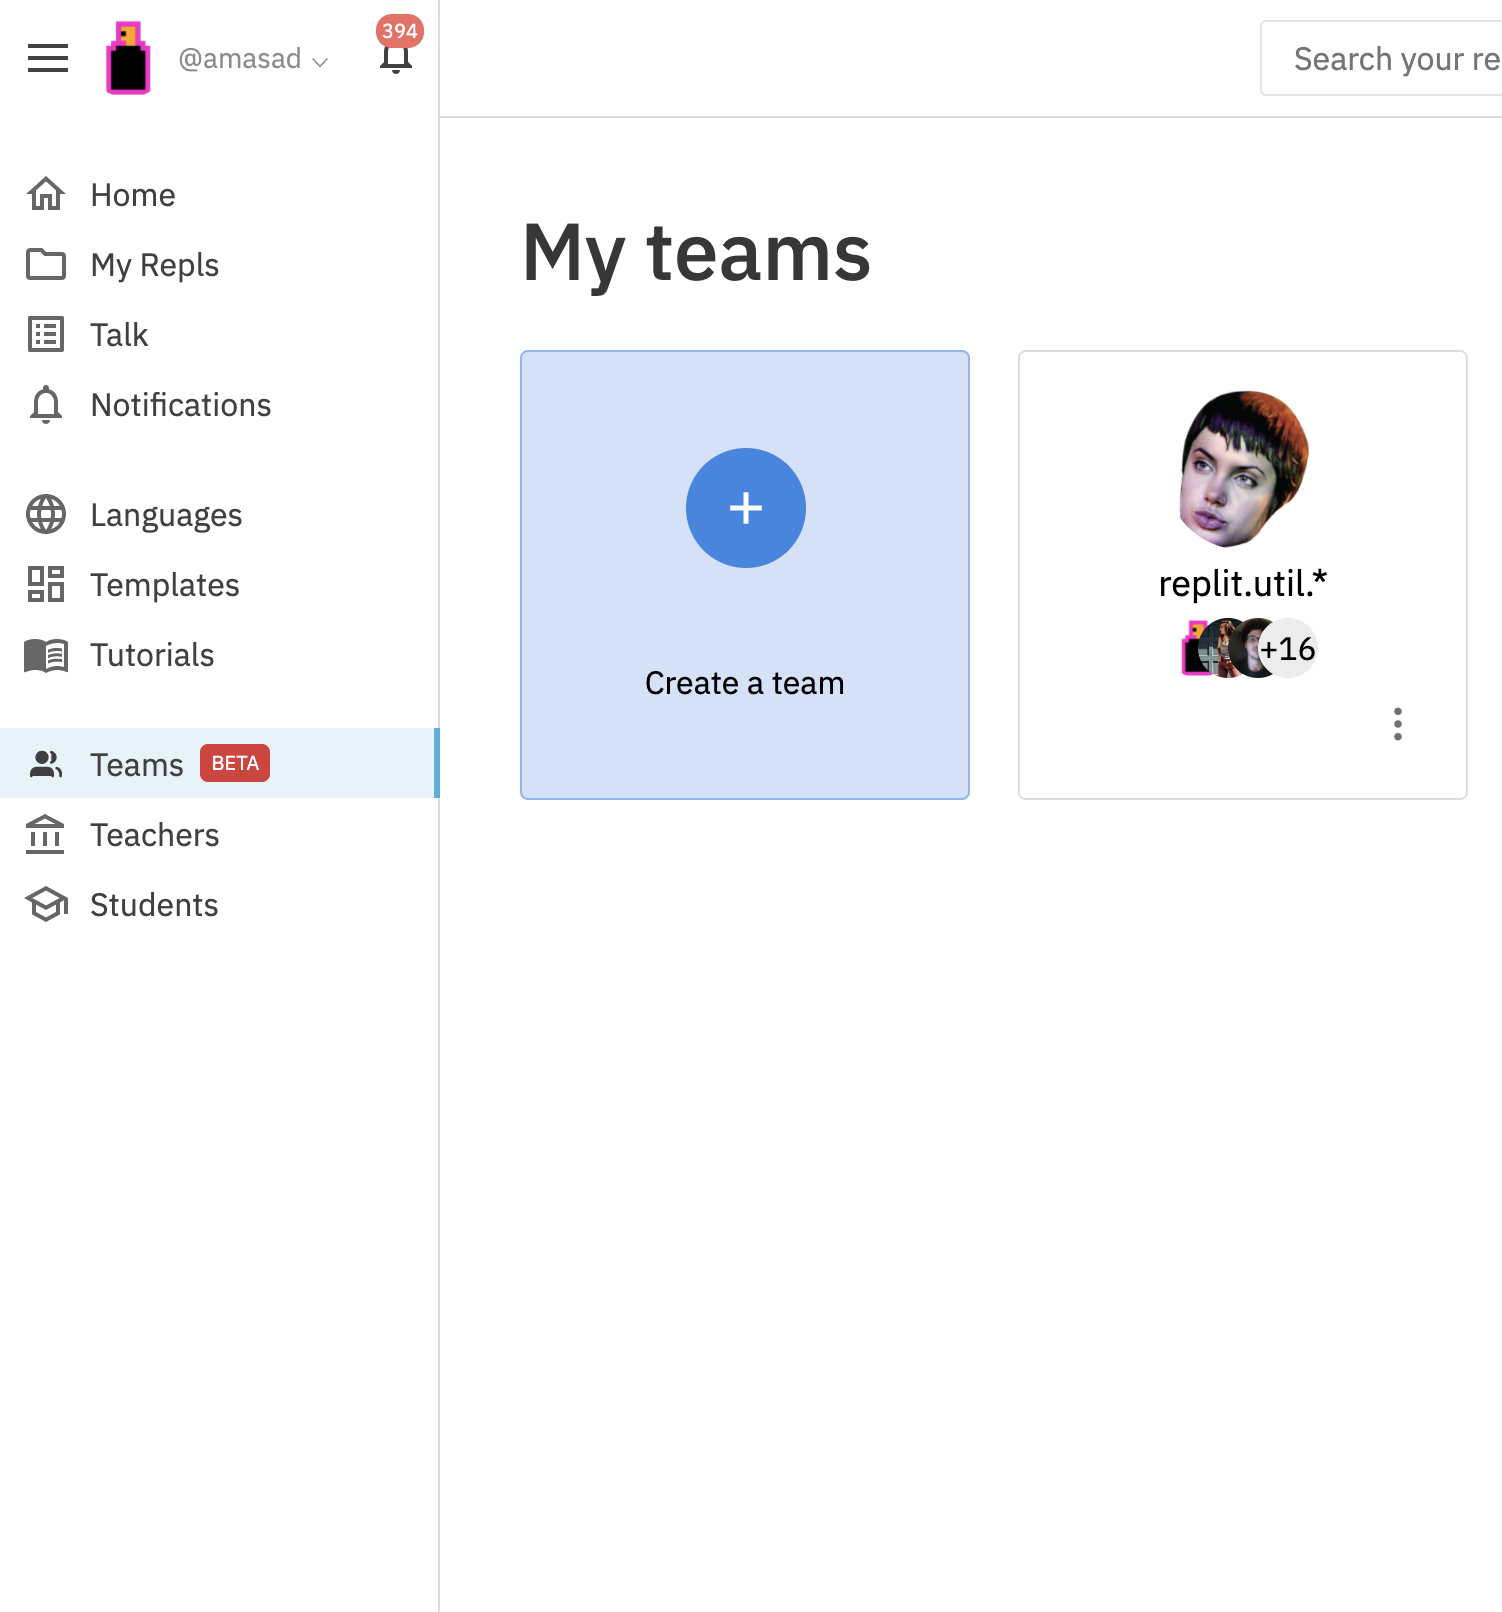 @amasad
394
Search your re
Home
My Repls
Talk
Notifications
Languages
Templates
Tutorials
Teams BETA
Teachers
Students
My teams
Create a team
replit.util.*
+16